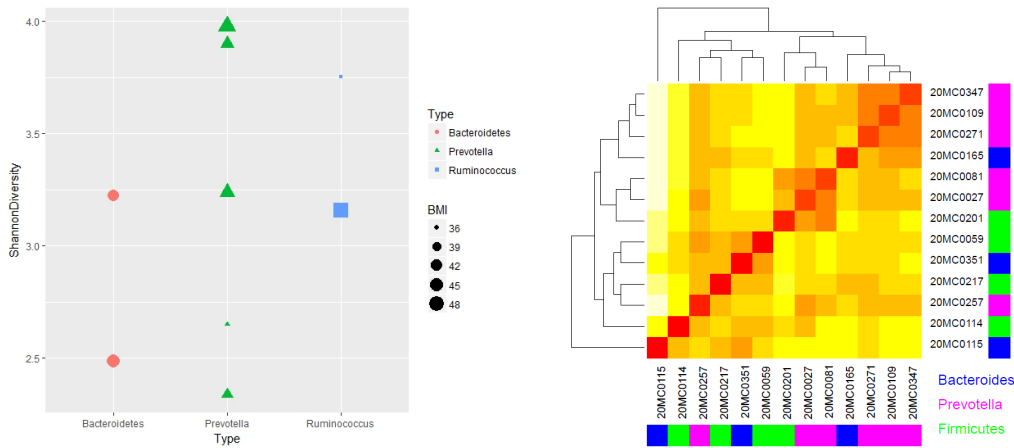 4.0
3.5
3.0
2.5
ShannonDiversity
Bacteroidetes
Prevotella
Ruminococcus
Type
Type
Bacteroidetes
Prevotella
Ruminococcus
BMI
36
39
42
45
48
20MC0347
20MC0109
20MC0271
20MC0165
20MC0081
20MC0027
20MC0201
20MC0059
20MC0351
20MC0217
20MC0257
20MC0114
20MC0115
20MC0115
20MC0114
20MC0257
20MC0217
20MC0351
20MC0059
20MC0201
20MC0027
20MC0081
20MC0165
20MC0271
20MC0109
20MC0347
Bacteroides
Prevotella
Firmicutes